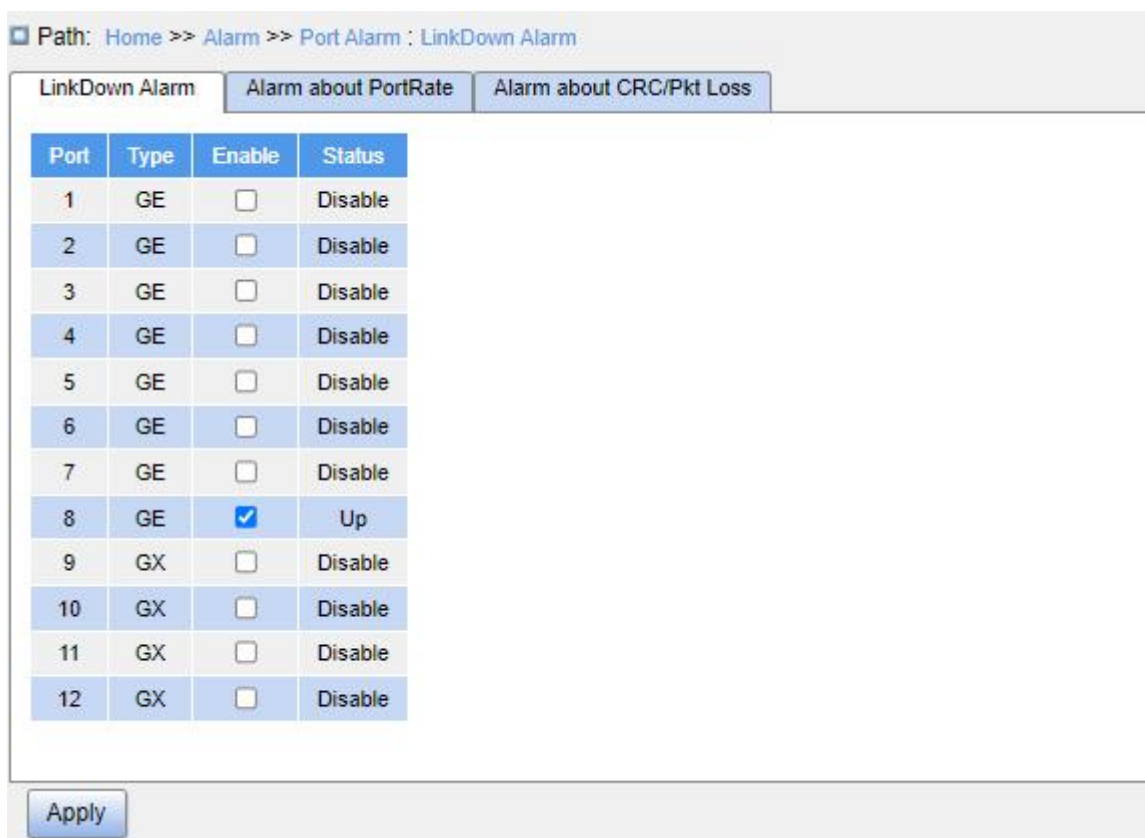 Path: Home >> Alarm >> Port Alarm : LinkDown Alarm
LinkDown Alarm Alarm about PortRate Alarm about CRC/Pkt Loss
Port Type Enable Status
1 GE Disable
2 GE Disable
3 GE Disable
4 GE Disable
5 GE Disable
6 GE Disable
7 GE Disable
8 GE Up
9 GX Disable
10 GX Disable
11 GX Disable
12 GX Disable
Apply